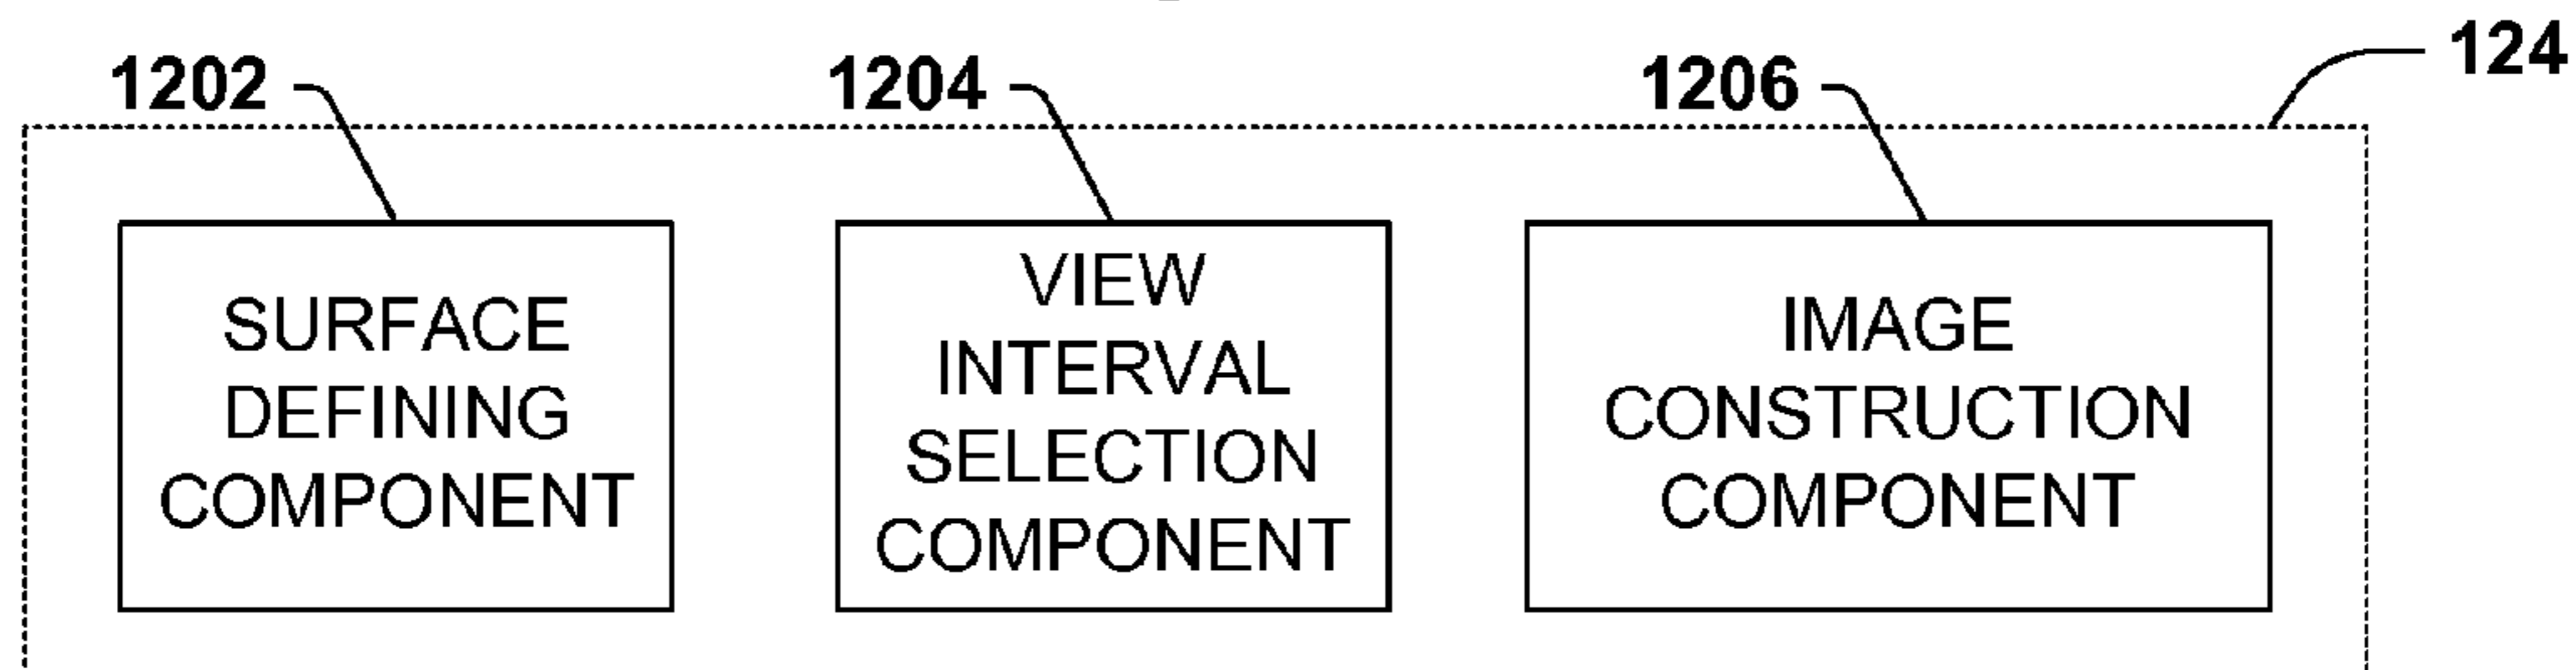 124
1202
1204
1206
SURFACE
DEFINING
COMPONENT
VIEW
INTERVAL
SELECTION
COMPONENT
IMAGE
CONSTRUCTION
COMPONENT